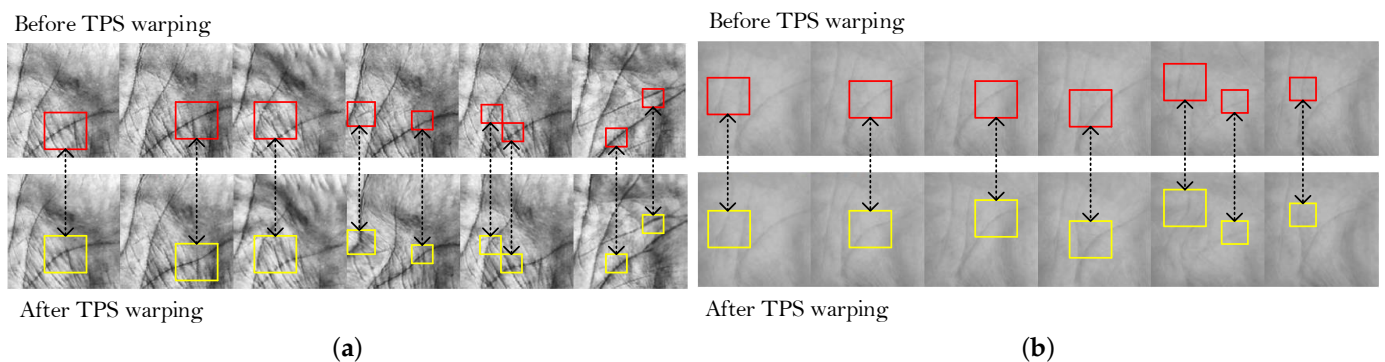 Before TPS warping
Before TPS warping
After TPS warping
After TPS warping
(a)
(b)